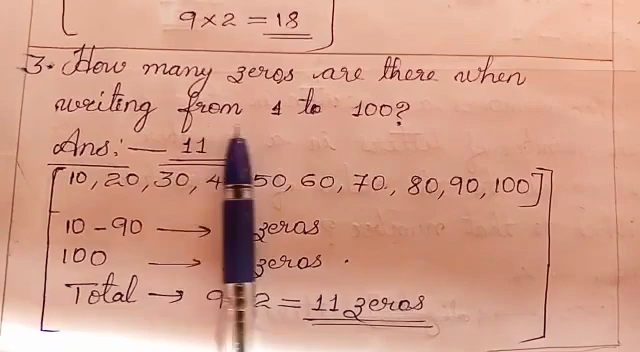 9×2 = 18
3. How many zeros are there when
writing from 1 to 100?
Ans:— 11
[10, 20, 30, 4 50, 60, 70, 80, 90, 100]
10 - 90 → zeros
100 → zeros .
Total → 9 2 = 11 zeros